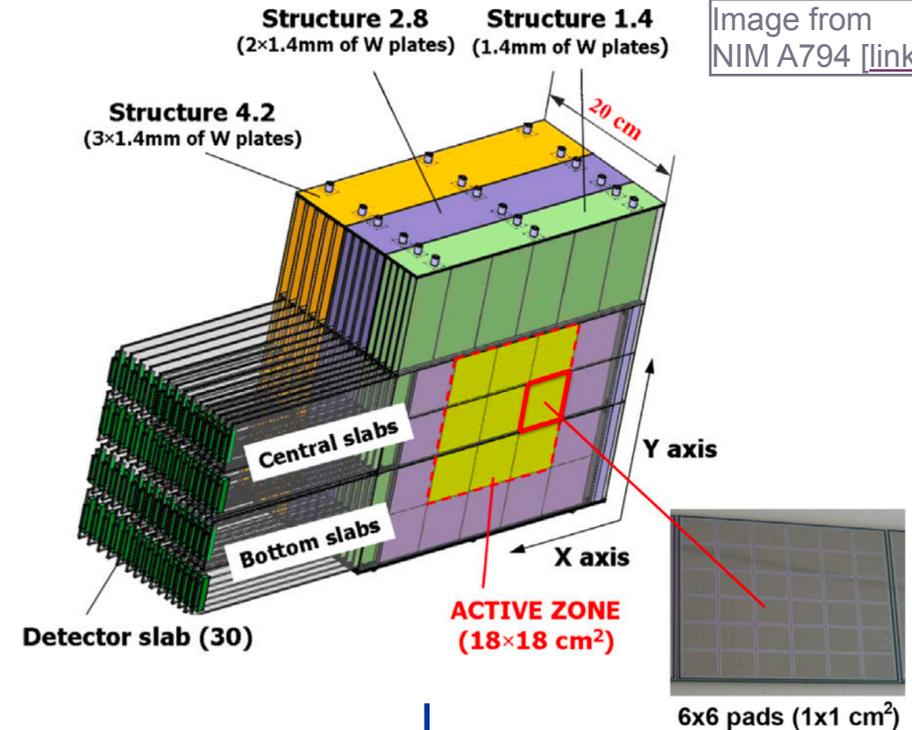 Structure 2.8
(2×1.4mm of W plates)
Structure 1.4
(1.4mm of W plates)
Image from
NIM A794 [link
Structure 4.2
(3×1.4mm of W plates)
20 cm
Central slabs
Bottom slabs
Y axis
X axis
ACTIVE ZONE
(18×18 cm²)
Detector slab (30)
6x6 pads (1x1 cm²)